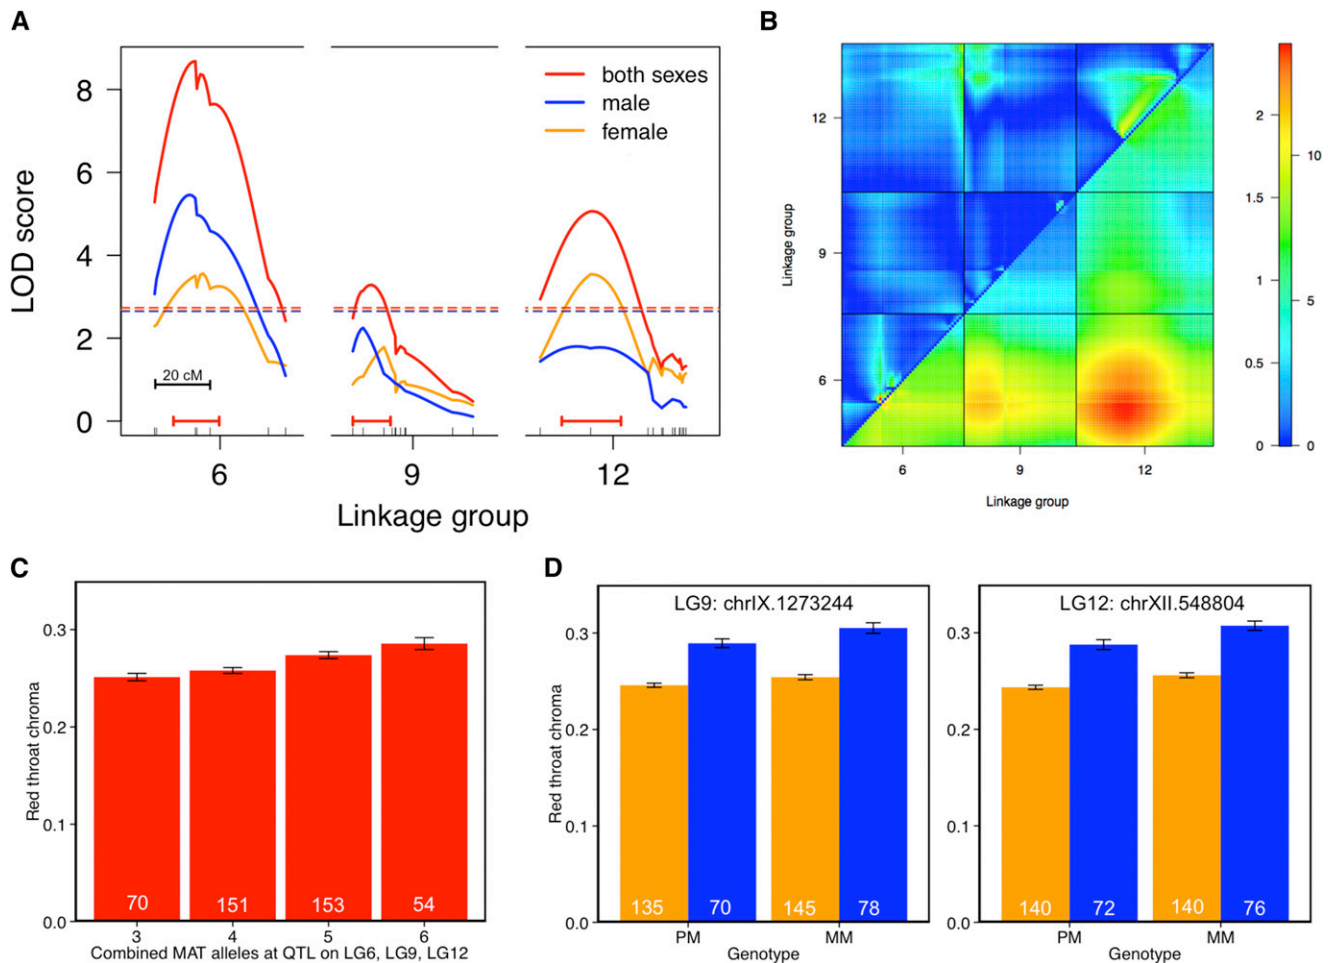 A
LOD score
8
6
4
2
0
both sexes
male
female
20 cM
6
9
12
Linkage group
B
Linkage group
12
9
6
6
9
12
Linkage group
2
1.5
1
0.5
0
10
5
0
C
Red throat chroma
0.3
0.2
0.1
0.0
70
151
153
54
3
4
5
6
Combined MAT alleles at QTL on LG6, LG9, LG12
D
LG9: chrIX.1273244
Red throat chroma
0.3
0.2
0.1
0.0
135
70
145
78
PM
MM
Genotype
LG12: chrXII.548804
0.3
0.2
0.1
0.0
140
72
140
76
PM
MM
Genotype